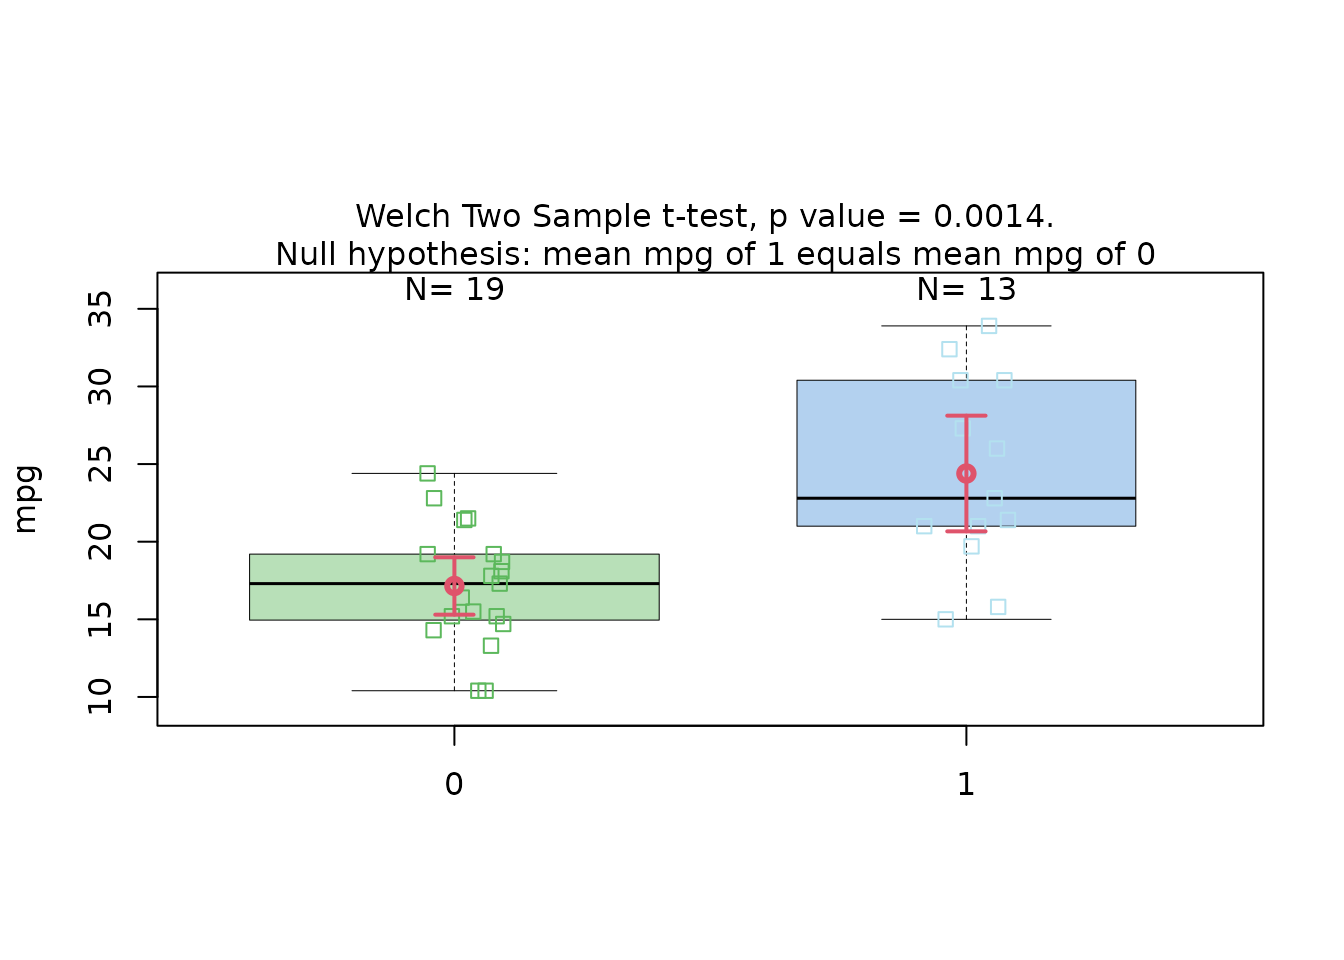 Welch Two Sample t-test, p value = 0.0014.
Null hypothesis: mean mpg of 1 equals mean mpg of 0
N= 19
N= 13
35
30
25
20
15
10
mpg
0
1